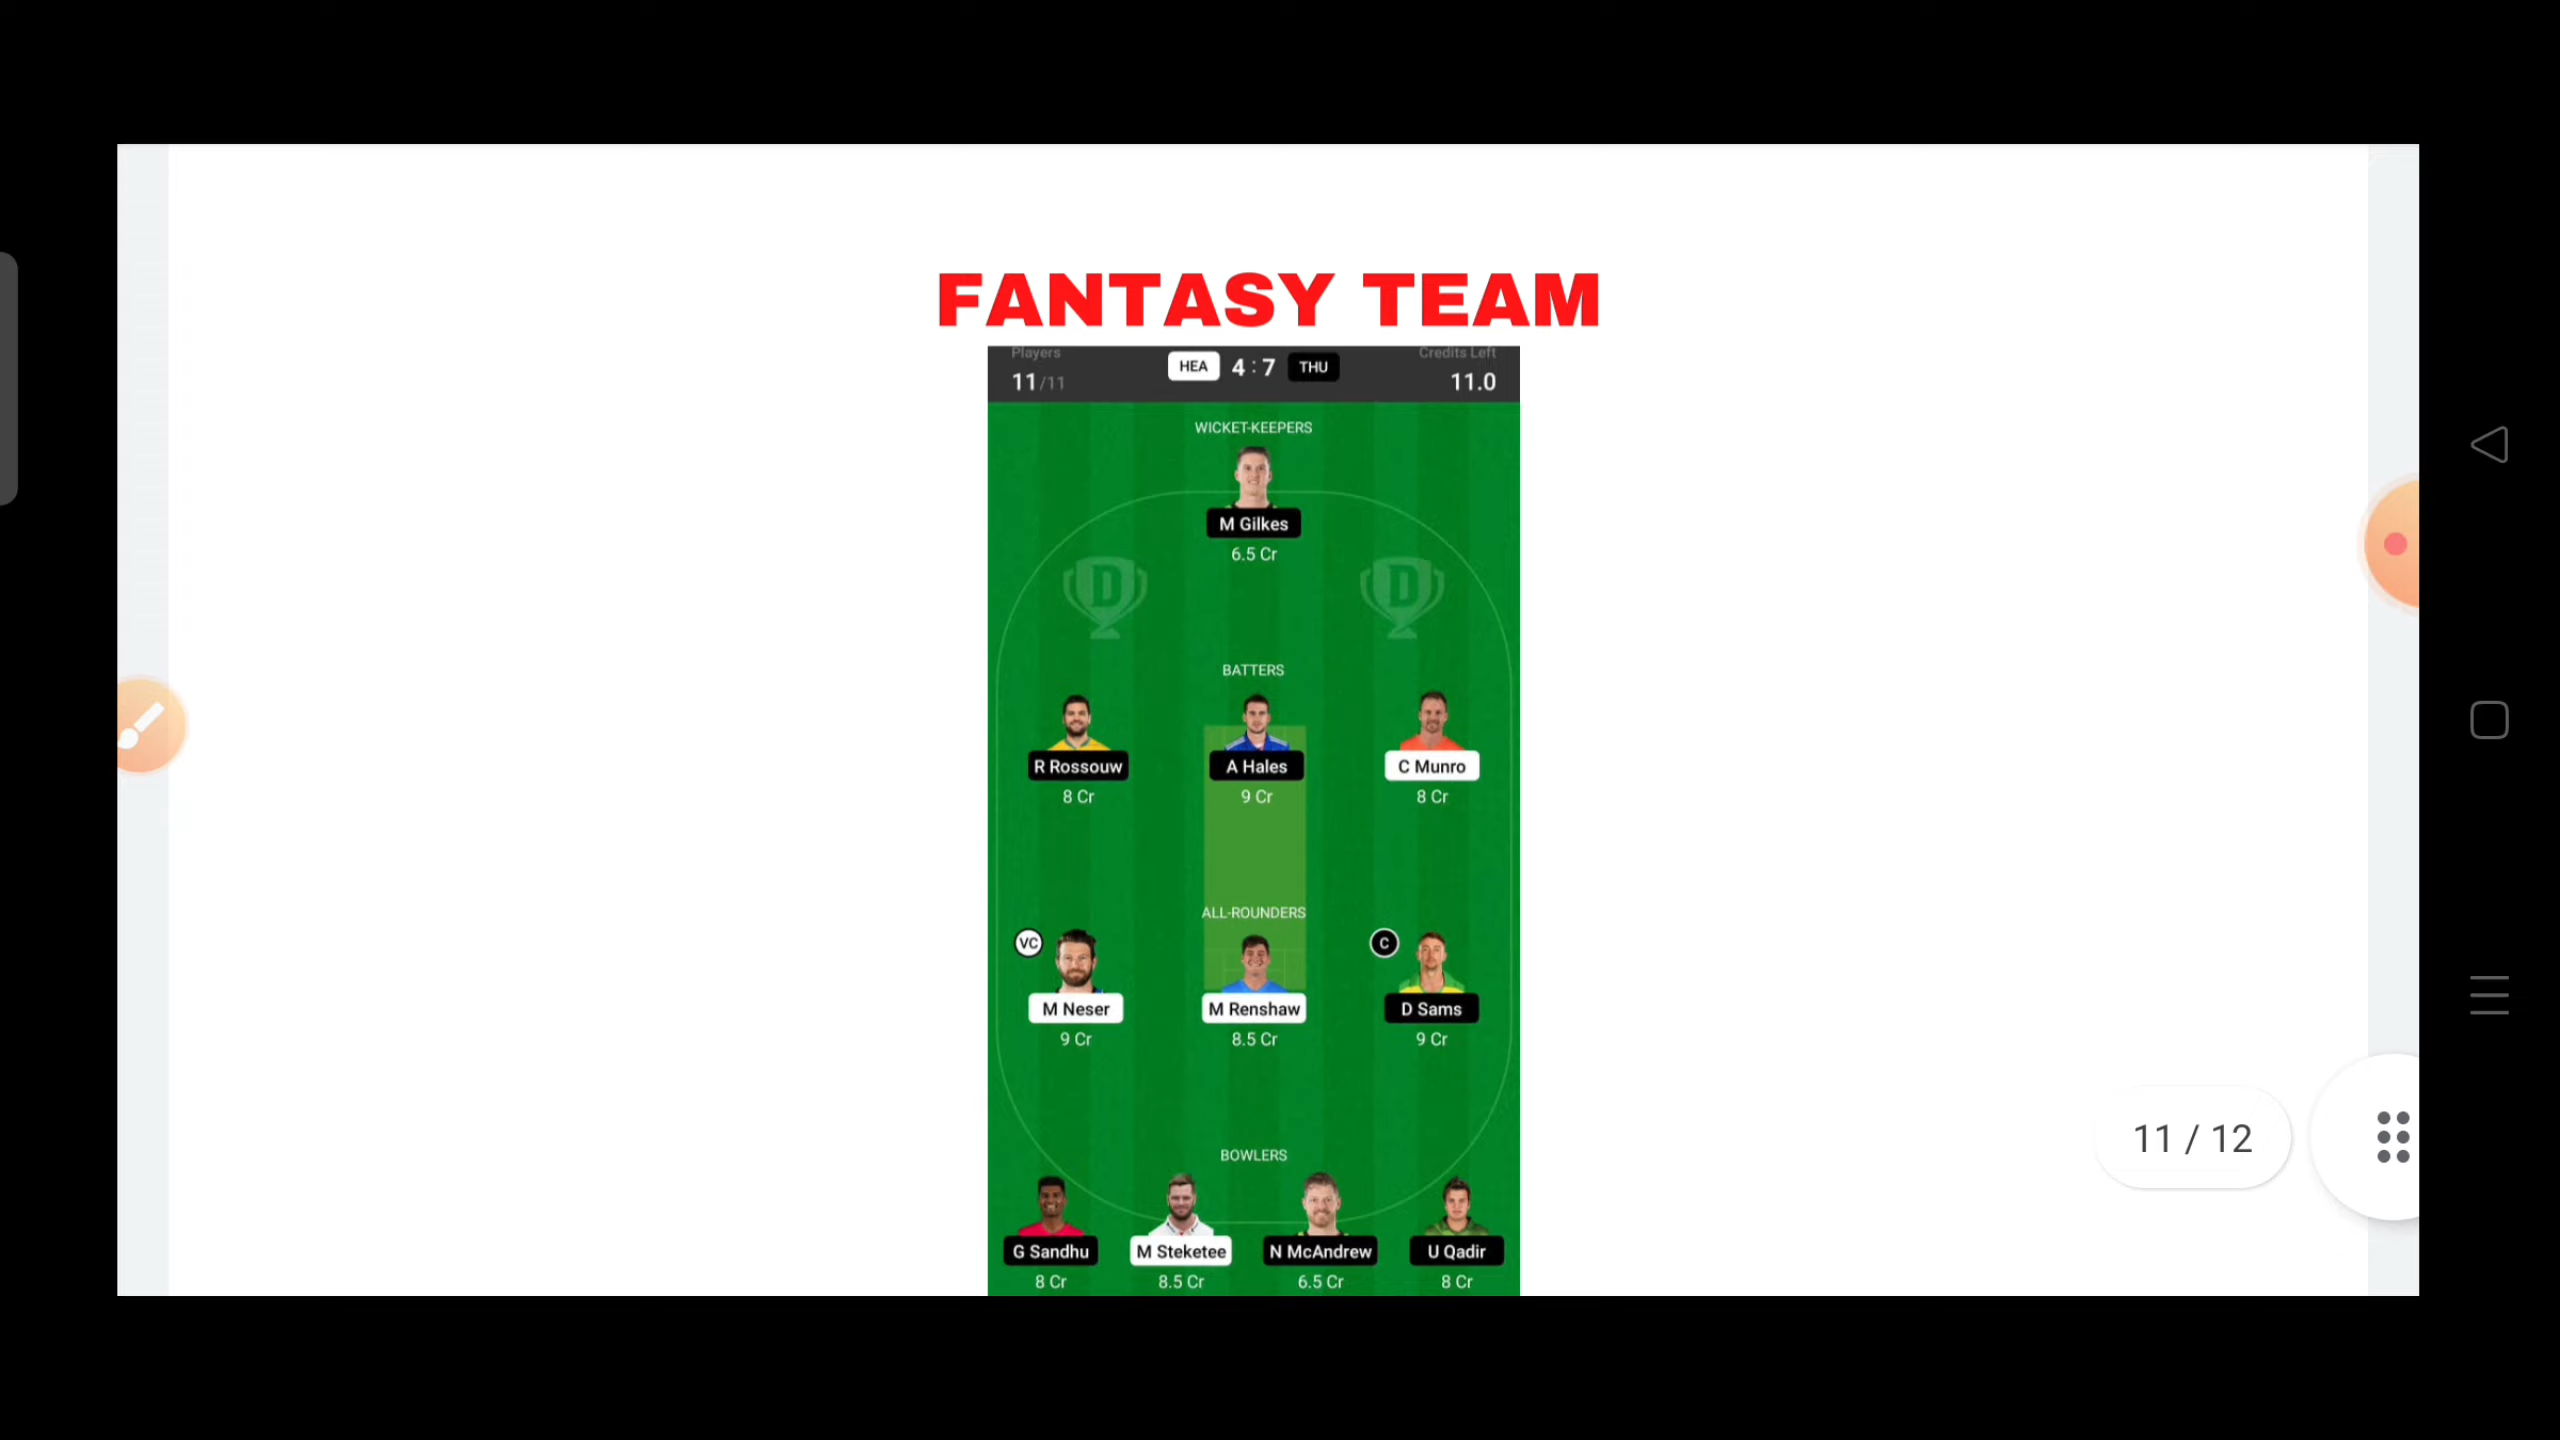 FANTASY TEAM
Players HEA 4 : 7 THU Credits Left
11/11 11.0
WICKET-KEEPERS
M Gilkes
6.5 Cr
D D
BATTERS
R Rossouw A Hales C Munro
8 Cr 9 Cr 8 Cr
ALL-ROUNDERS
VC C
M Neser M Renshaw D Sams
9 Cr 8.5 Cr 9 Cr
11 / 12
BOWLERS
G Sandhu M Steketee N McAndrew U Qadir
8 Cr 8.5 Cr 6.5 Cr 8 Cr